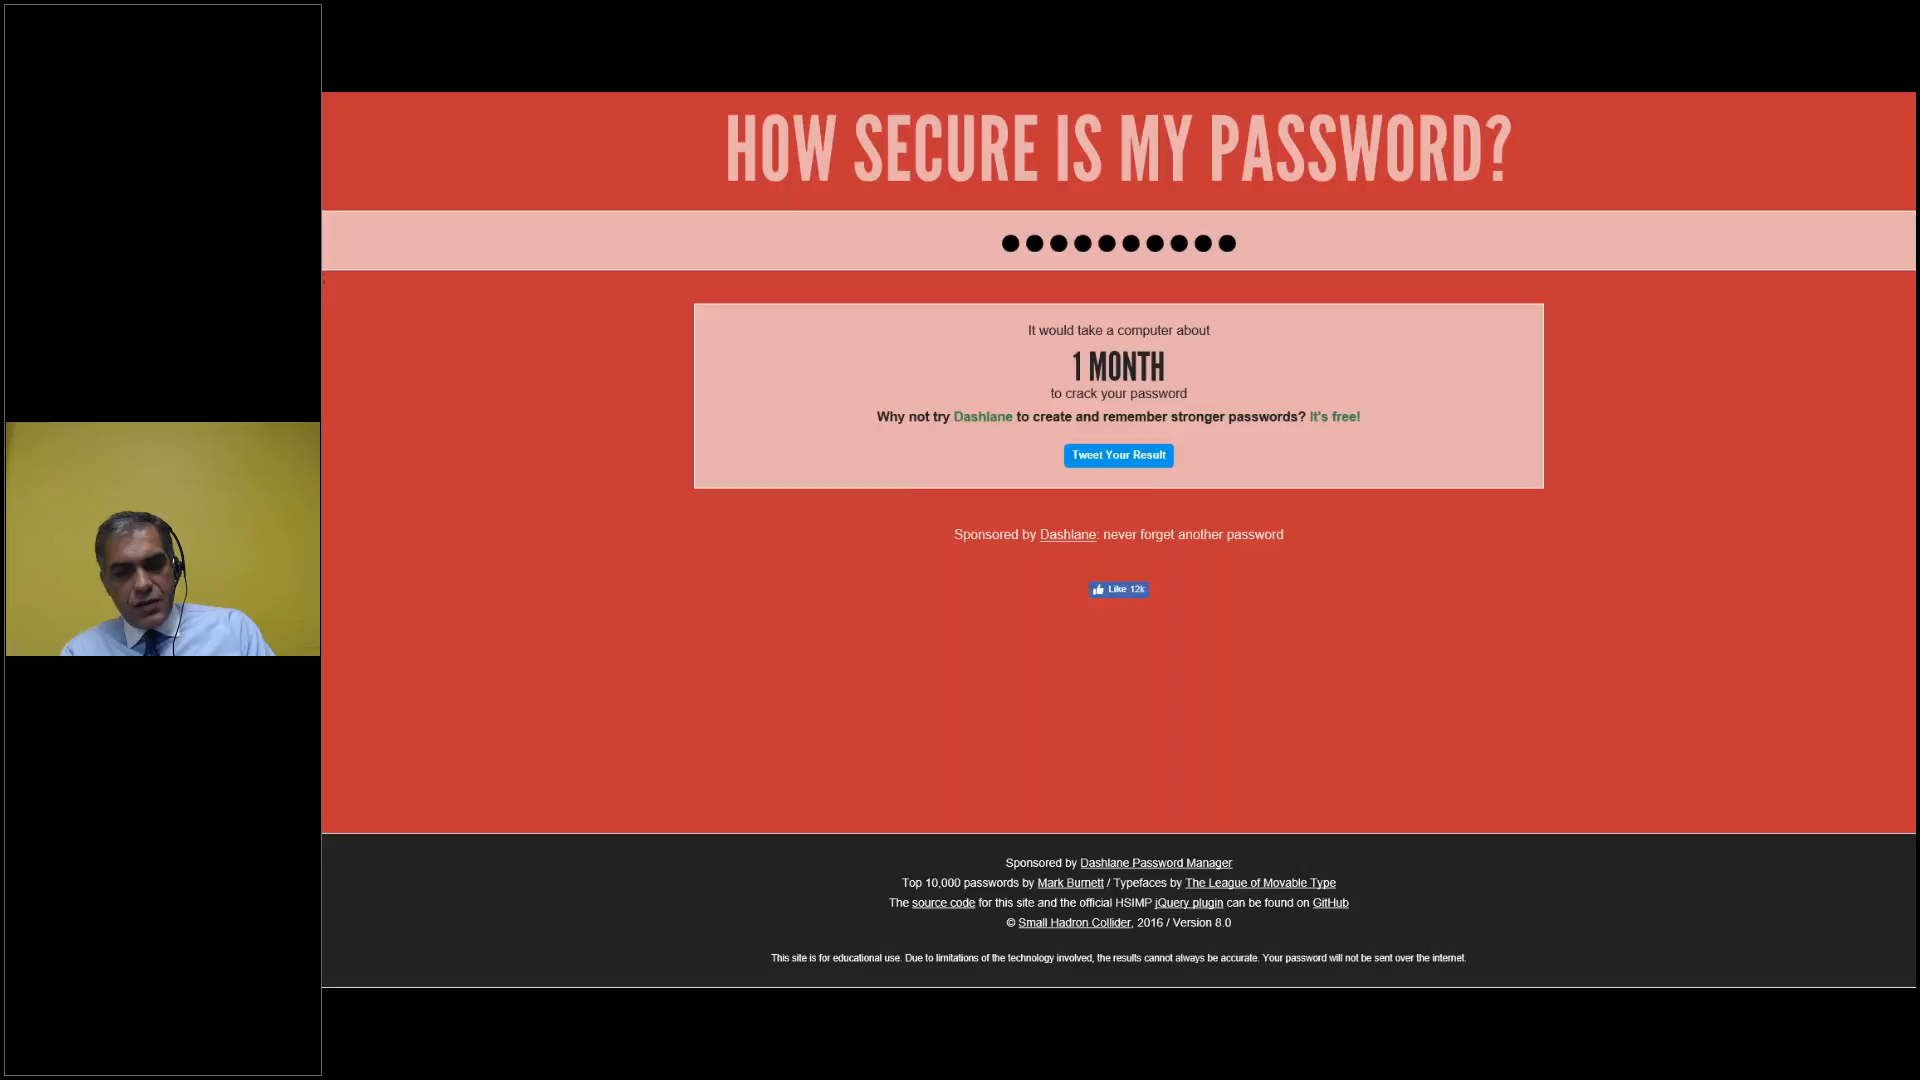 HOW SECURE IS MY PASSWORD?
It would take a computer about
1 MONTH
to crack your password
Why not try Dashlane to create and remember stronger passwords? It's free!
Tweet Your Result
Sponsored by Dashlane: never forget another password
Like 12k
Sponsored by Dashlane Password Manager
Top 10,000 passwords by Mark Burnett / Typefaces by The League of Movable Type
The source code for this site and the official HSIMP jQuery plugin can be found on GitHub
© Small Hadron Collider, 2016 / Version 8.0
This site is for educational use. Due to limitations of the technology involved, the results cannot always be accurate. Your password will not be sent over the internet.